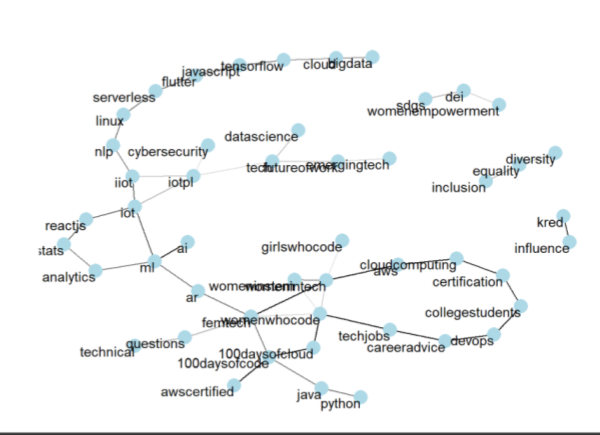 tensorflow
cloud
bigdata
javascript
flutter
serverless
dei
sdgs
womenempowerment
linux
datascience
nlp
cybersecurity
tech
futureofwork
emergingtech
diversity
equality
iiot
iotpl
inclusion
iot
reactjs
kred
stats
ai
girlswhocode
influence
ml
cloudcomputing
aws
analytics
certification
womenintech
ar
collegestudents
womenwhocode
femtech
techjobs
questions
careeradvice
devops
technical
100daysofcloud
100daysofcode
awscertified
java
python